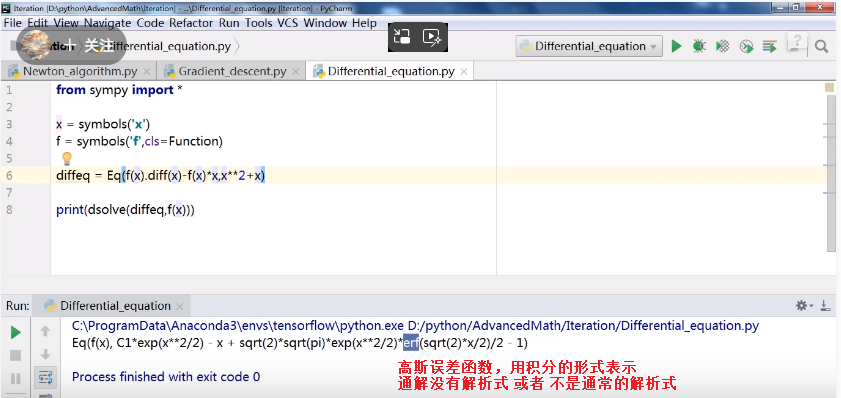 Iteration [D:\python\AdvancedMath\Iteration] - ...\Differential_equation.py [Iteration] - PyCharm
File Edit View Navigate Code Refactor Run Tools VCS Window Help
关注
Differential_equation.py
Differential_equation
Newton_algorithm.py
Gradient_descent.py
Differential_equation.py
1 from sympy import *
2
3 x = symbols('x')
4 f = symbols('f',cls=Function)
5
6 diffeq = Eq(f(x).diff(x)-f(x)*x,x**2+x)
7
8 print(dsolve(diffeq,f(x)))
Run: Differential_equation
C:\ProgramData\Anaconda3\envs\tensorflow\python.exe D:/python/AdvancedMath/Iteration/Differential_equation.py
Eq(f(x), C1*exp(x**2/2) - x + sqrt(2)*sqrt(pi)*exp(x**2/2)*erf(sqrt(2)*x/2)/2 - 1)
高斯误差函数，用积分的形式表示
Process finished with exit code 0
通解没有解析式 或者 不是通常的解析式